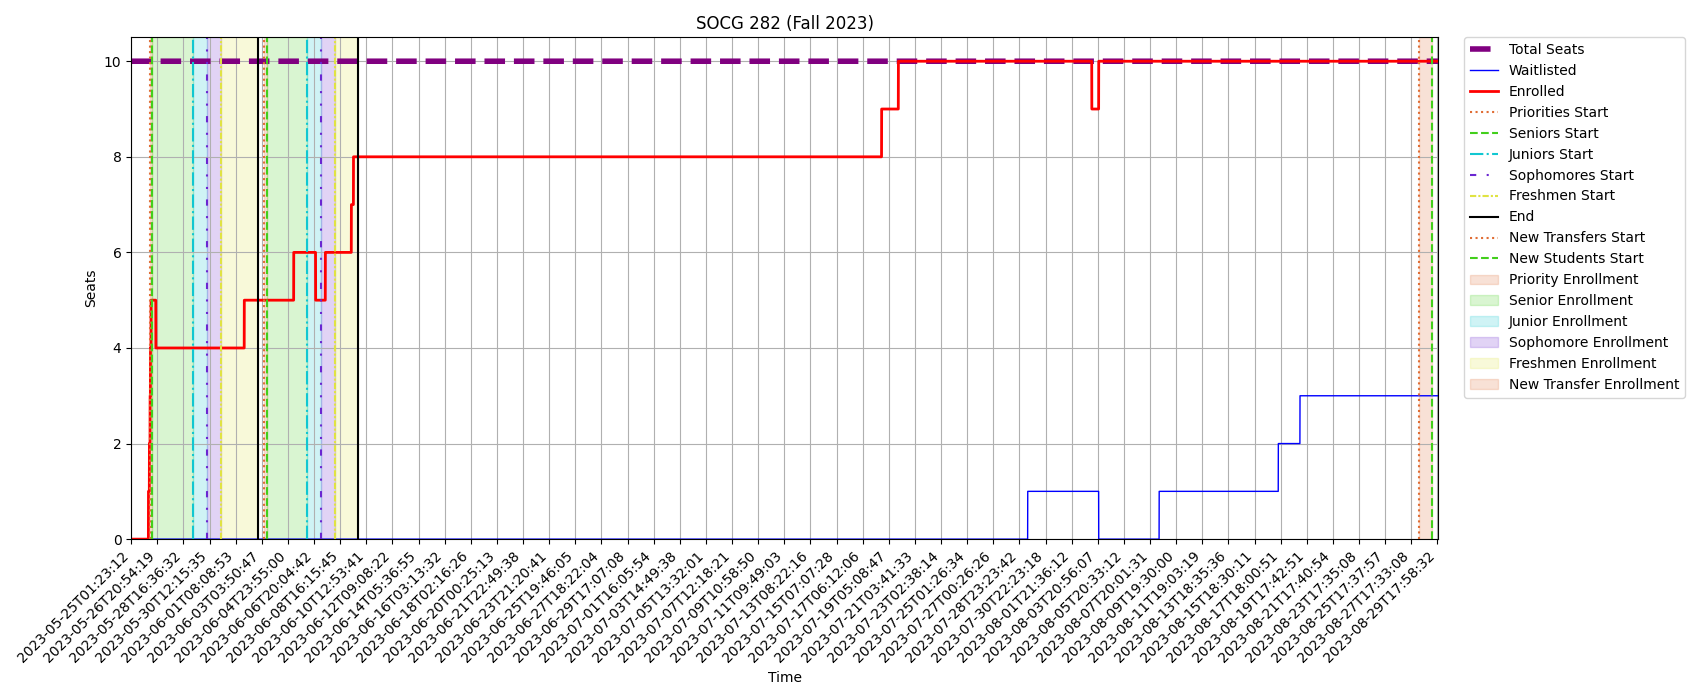 SOCG 282 (Fall 2023)
Seats
10
8
6
4
2
0
2023-05-25T01:23:12
2023-05-26T20:54:19
2023-05-28T16:36:32
2023-05-30T12:15:35
2023-06-01T08:08:53
2023-06-03T03:50:47
2023-06-04T23:55:00
2023-06-06T20:04:42
2023-06-08T16:15:45
2023-06-10T12:53:41
2023-06-12T09:08:22
2023-06-14T05:36:55
2023-06-16T03:13:32
2023-06-18T02:16:26
2023-06-20T00:25:13
2023-06-21T22:49:38
2023-06-23T21:20:41
2023-06-25T19:46:05
2023-06-27T18:22:04
2023-06-29T17:07:08
2023-07-01T16:05:54
2023-07-03T14:49:38
2023-07-05T13:32:01
2023-07-07T12:18:21
2023-07-09T10:58:50
2023-07-11T09:49:03
2023-07-13T08:22:16
2023-07-15T07:07:28
2023-07-17T06:12:06
2023-07-19T05:08:47
2023-07-21T03:41:33
2023-07-23T02:38:14
2023-07-25T01:26:34
2023-07-27T00:26:26
2023-07-28T23:23:42
2023-07-30T22:23:18
2023-08-01T21:36:12
2023-08-03T20:56:07
2023-08-05T20:33:12
2023-08-07T20:01:31
2023-08-09T19:30:00
2023-08-11T19:03:19
2023-08-13T18:35:36
2023-08-15T18:30:11
2023-08-17T18:00:51
2023-08-19T17:42:51
2023-08-21T17:40:54
2023-08-23T17:35:08
2023-08-25T17:37:57
2023-08-27T17:33:08
2023-08-29T17:58:32
Time
Total Seats
Waitlisted
Enrolled
Priorities Start
Seniors Start
Juniors Start
Sophomores Start
Freshmen Start
End
New Transfers Start
New Students Start
Priority Enrollment
Senior Enrollment
Junior Enrollment
Sophomore Enrollment
Freshmen Enrollment
New Transfer Enrollment